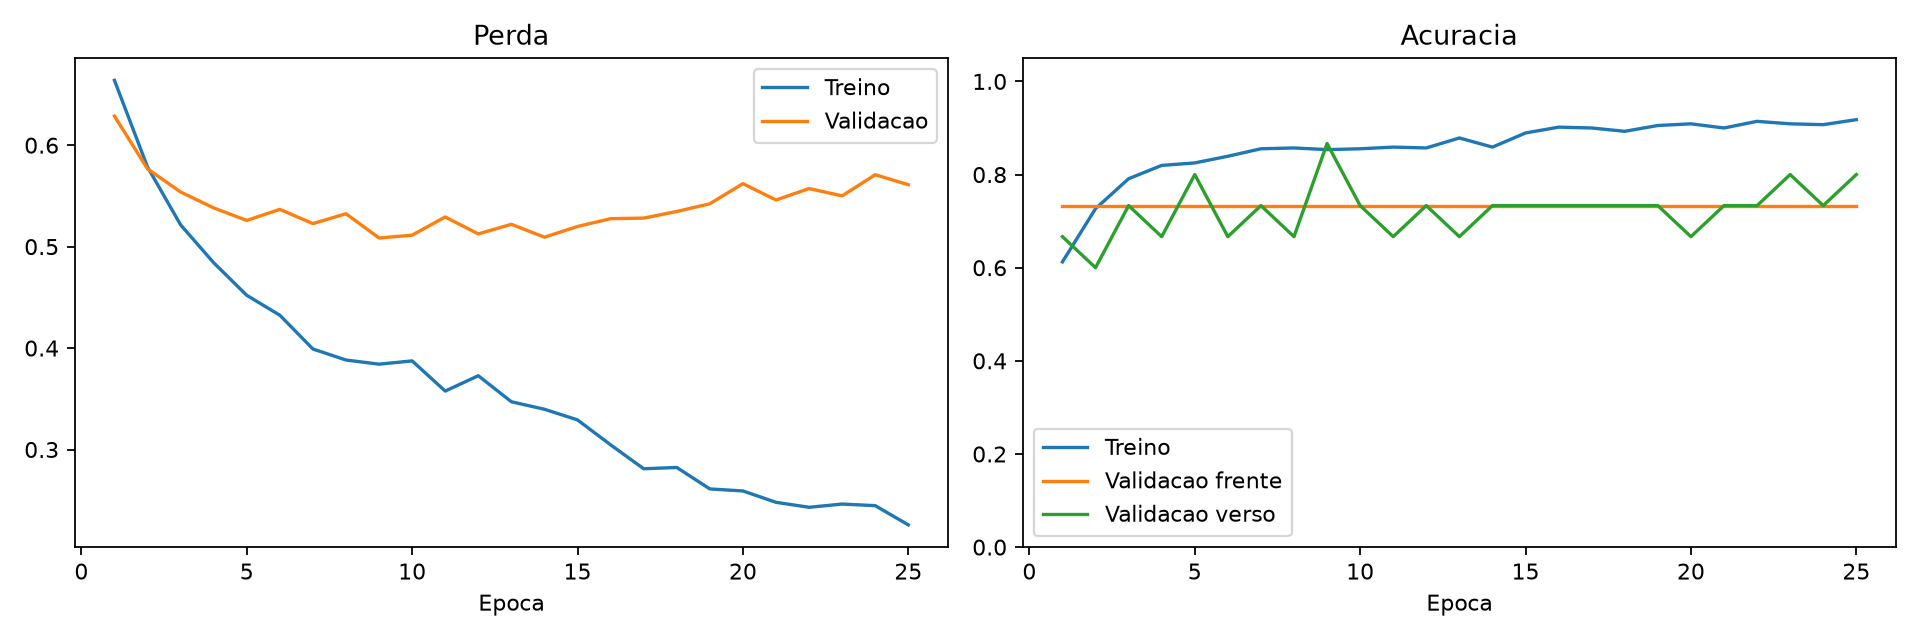 Perda
Treino
Validacao
0.6
0.5
0.4
0.3
0 5 10 15 20 25
Epoca
Acuracia
1.0
0.8
0.6
0.4
0.2
0.0
Treino
Validacao frente
Validacao verso
0 5 10 15 20 25
Epoca